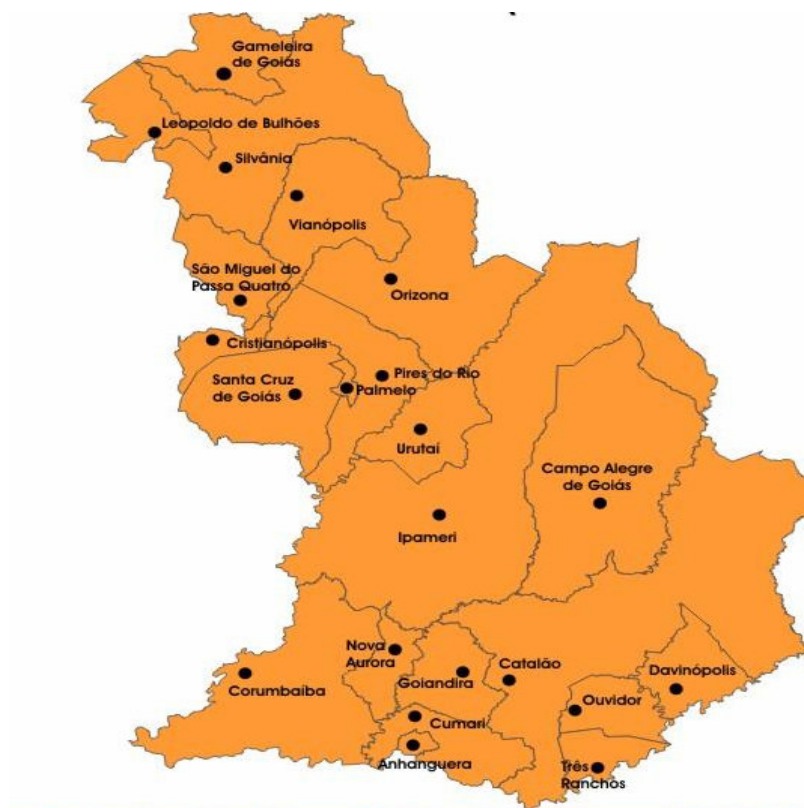 Gameleira
de Goiás
Leopoldo de Bulhões
Silvânia
Vianópolis
São Miguel do
Passa Quatro
Orizona
Cristianópolis
Pires do Rio
Santa Cruz
de Goiás
Palmelo
Urutaí
Campo Alegre
de Goiás
Ipameri
Nova
Aurora
Catalão
Davinópolis
Goiandira
Corumbaíba
Ouvidor
Cumari
Anhanguera
Três
Ranchos